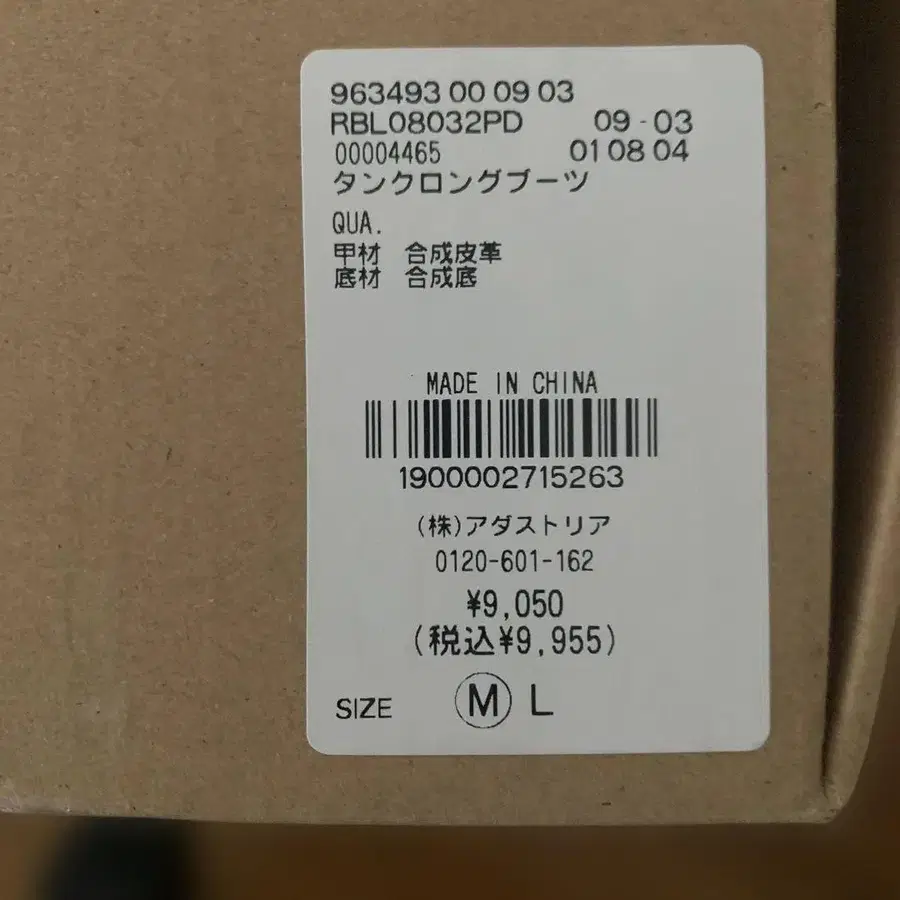 963493 00 09 03
RBL08032PD 09-03
00004465 01 08 04
タンクロングブーツ
QUA.
甲材 合成皮革
底材 合成底
MADE IN CHINA
1900002715263
(株)アダストリア
0120-601-162
¥9,050
(税込¥9,955)
SIZE M L